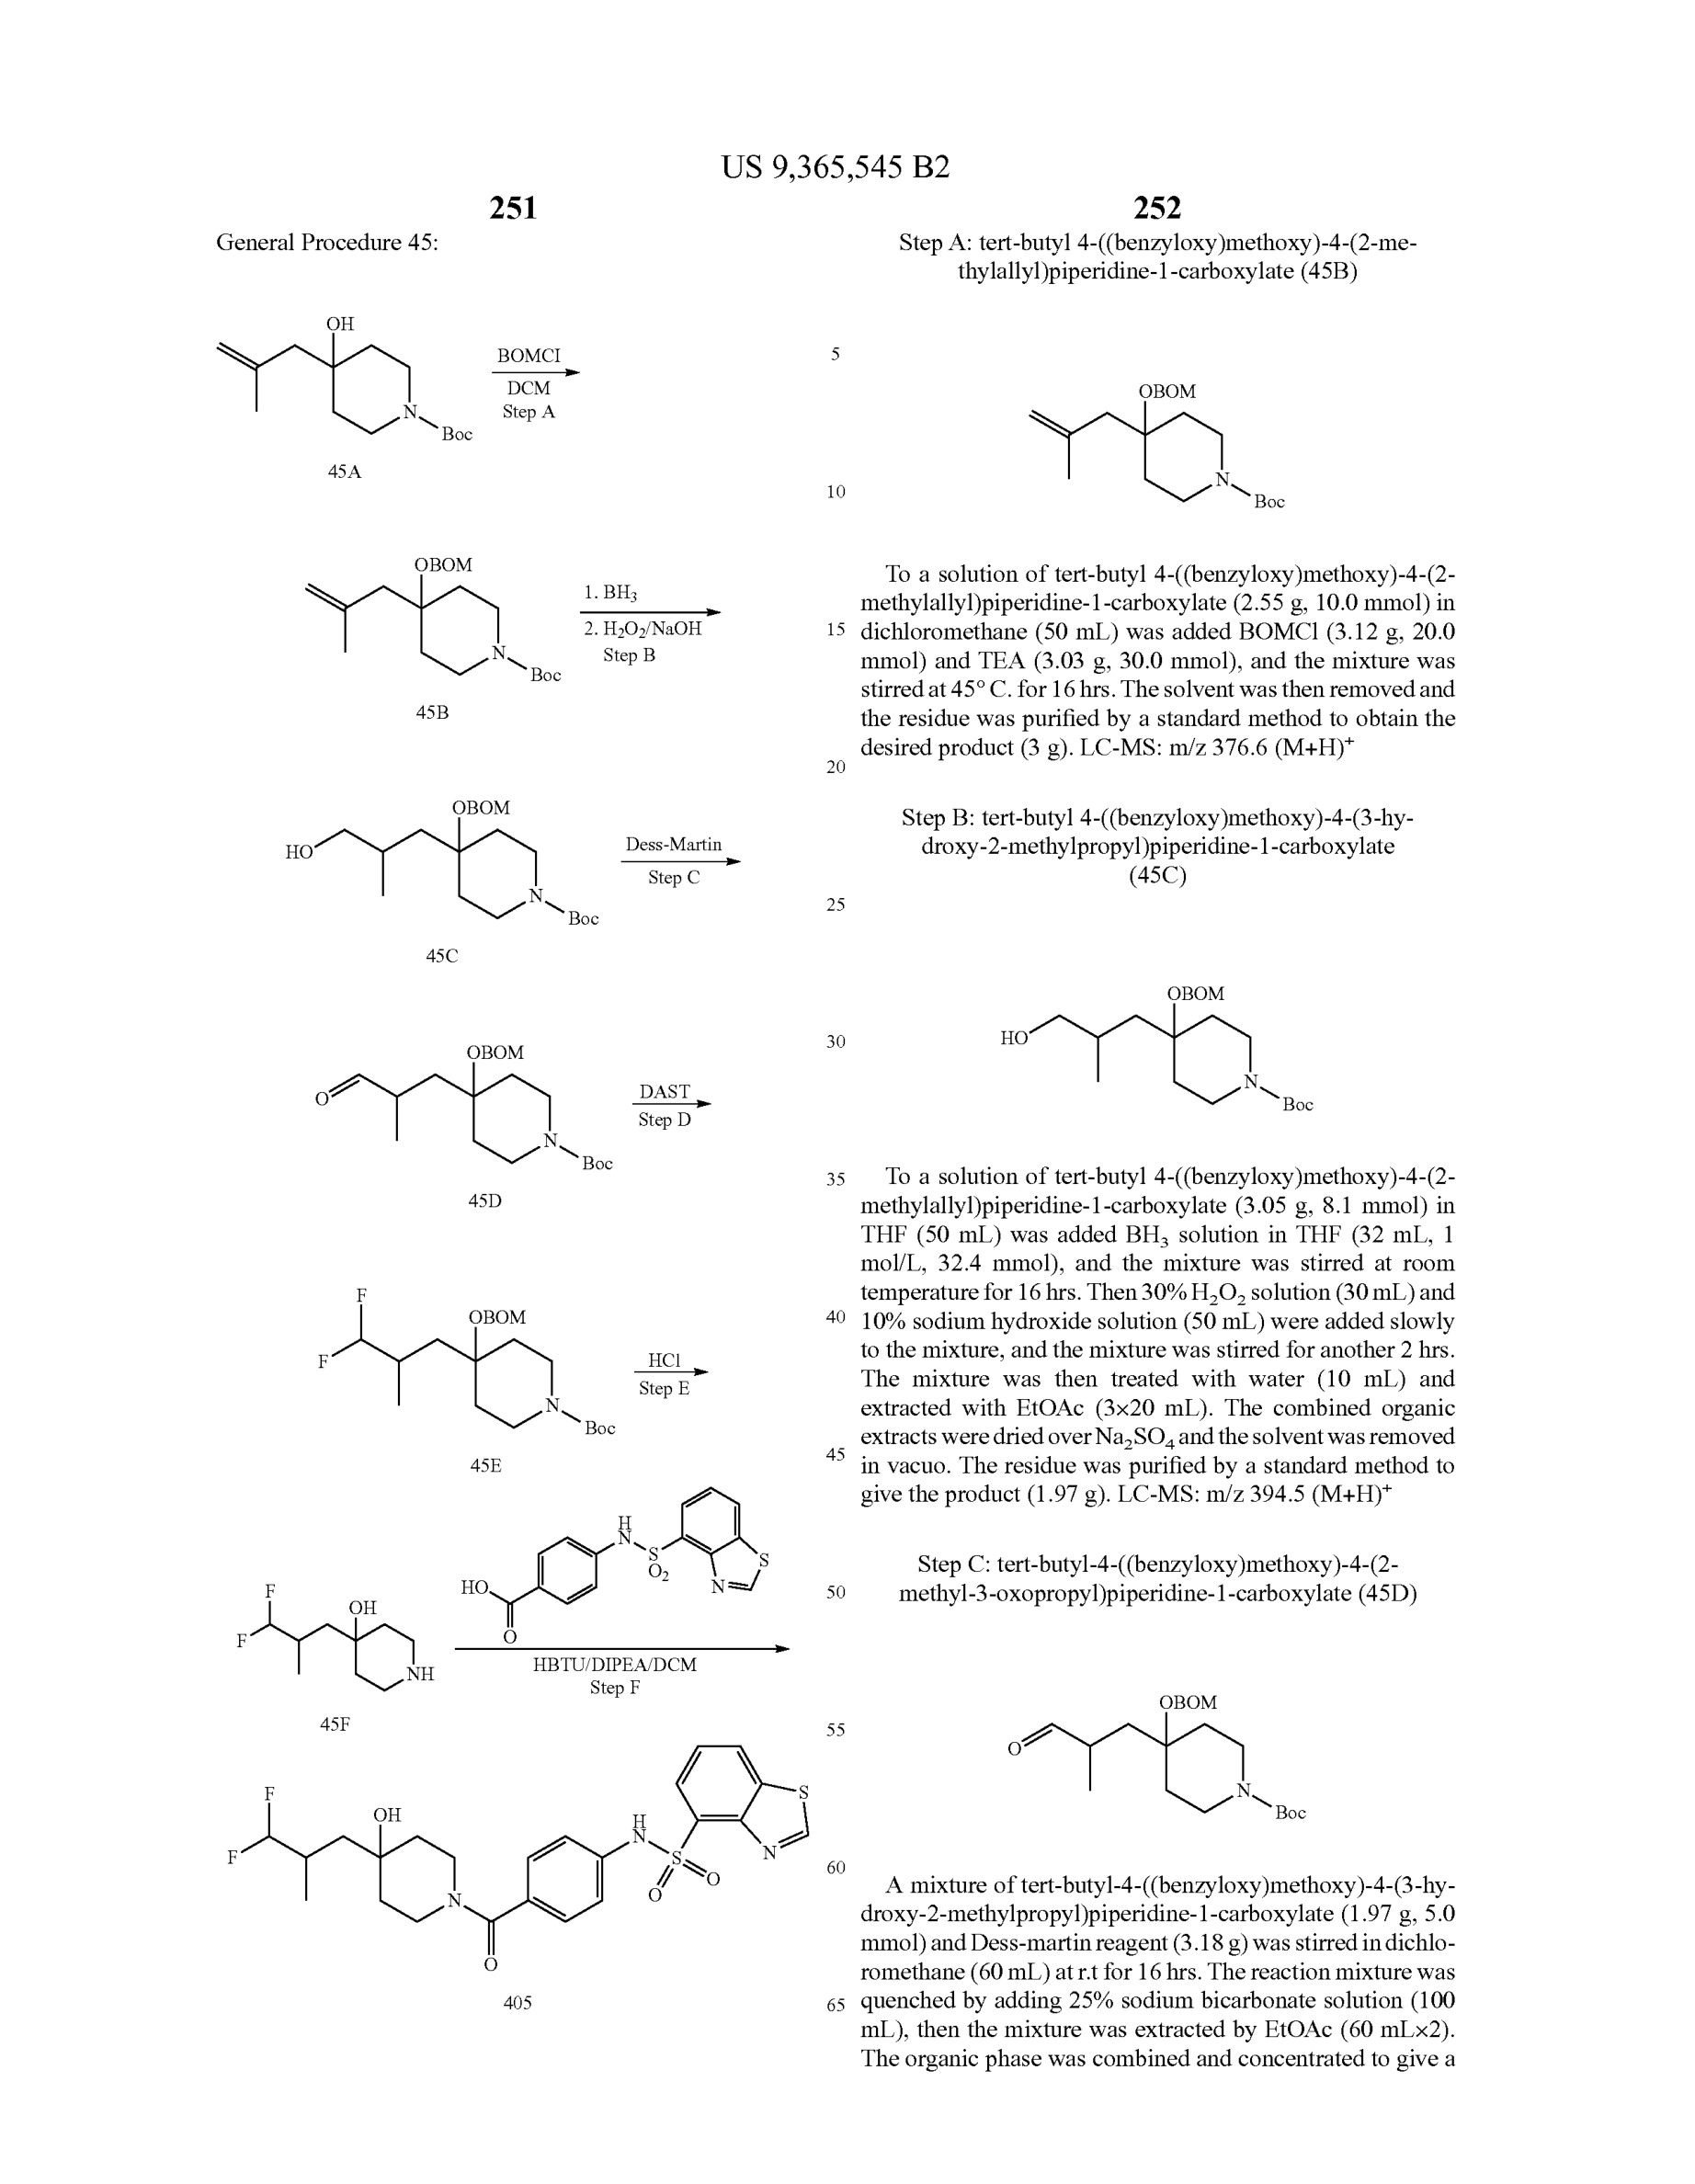 US 9,365,545 B2
251
General Procedure 45:
OH
BOMCI
DCM
Step A
N
Boc
45A
OBOM
1. BH3
2. H2O2/NaOH
Step B
N
Boc
45B
OBOM
HO
Dess-Martin
Step C
N
Boc
45C
OBOM
O
DAST
Step D
N
Boc
45D
F
OBOM
F
HCl
Step E
N
Boc
45E
H
N
S
O2
S
N
HO
O
F
OH
F
NH
HBTU/DIPEA/DCM
Step F
45F
F
OH
F
N
O
H
N
S
O
O
S
N
405
5
10
15
20
25
30
35
40
45
50
55
60
65
252
Step A: tert-butyl 4-((benzyloxy)methoxy)-4-(2-me-
thylallyl)piperidine-1-carboxylate (45B)
OBOM
N
Boc
To a solution of tert-butyl 4-((benzyloxy)methoxy)-4-(2-
methylallyl)piperidine-1-carboxylate (2.55 g, 10.0 mmol) in
dichloromethane (50 mL) was added BOMCl (3.12 g, 20.0
mmol) and TEA (3.03 g, 30.0 mmol), and the mixture was
stirred at 45° C. for 16 hrs. The solvent was then removed and
the residue was purified by a standard method to obtain the
desired product (3 g). LC-MS: m/z 376.6 (M+H)+
Step B: tert-butyl 4-((benzyloxy)methoxy)-4-(3-hy-
droxy-2-methylpropyl)piperidine-1-carboxylate
(45C)
OBOM
HO
N
Boc
To a solution of tert-butyl 4-((benzyloxy)methoxy)-4-(2-
methylallyl)piperidine-1-carboxylate (3.05 g, 8.1 mmol) in
THF (50 mL) was added BH3 solution in THF (32 mL, 1
mol/L, 32.4 mmol), and the mixture was stirred at room
temperature for 16 hrs. Then 30% H2O2 solution (30 mL) and
10% sodium hydroxide solution (50 mL) were added slowly
to the mixture, and the mixture was stirred for another 2 hrs.
The mixture was then treated with water (10 mL) and
extracted with EtOAc (3×20 mL). The combined organic
extracts were dried over Na2SO4 and the solvent was removed
in vacuo. The residue was purified by a standard method to
give the product (1.97 g). LC-MS: m/z 394.5 (M+H)+
Step C: tert-butyl-4-((benzyloxy)methoxy)-4-(2-
methyl-3-oxopropyl)piperidine-1-carboxylate (45D)
OBOM
O
N
Boc
A mixture of tert-butyl-4-((benzyloxy)methoxy)-4-(3-hy-
droxy-2-methylpropyl)piperidine-1-carboxylate (1.97 g, 5.0
mmol) and Dess-martin reagent (3.18 g) was stirred in dichlo-
romethane (60 mL) at r.t for 16 hrs. The reaction mixture was
quenched by adding 25% sodium bicarbonate solution (100
mL), then the mixture was extracted by EtOAc (60 mL×2).
The organic phase was combined and concentrated to give a